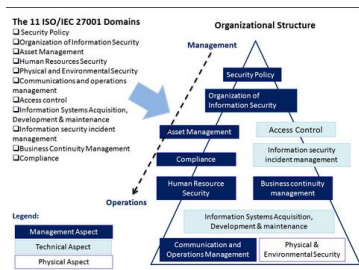 The 11 ISO/IEC 27001 Domains
❑Security Policy
❑Organization of Information Security
❑Asset Management
❑Human Resources Security
❑Physical and Environmental Security
❑Communications and operations
management
❑Access control
❑Information Systems Acquisition,
Development & maintenance
❑Information security incident
management
❑Business Continuity Management
❑Compliance
Operations
Legend:
Management Aspect
Technical Aspect
Physical Aspect
Organizational Structure
Management
Security Policy
Organization of
Information Security
Asset Management
Access Control
Compliance
Information security
incident management
Human Resource
Security
Business continuity
management
Information Systems Acquisition,
Development & maintenance
Communication and
Operations Management
Physical &
Environmental Security